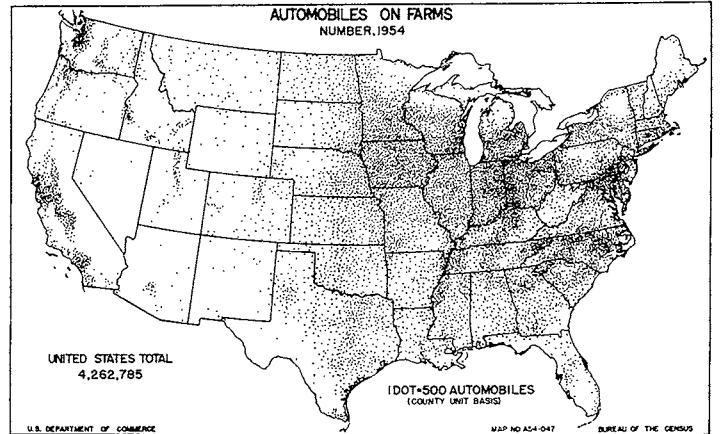 AUTOMOBILES ON FARMS
NUMBER, 1954
UNITED STATES TOTAL
4,262,785
1 DOT=500 AUTOMOBILES
(COUNTY UNIT BASIS)
U.S. DEPARTMENT OF COMMERCE
MAP NO A54-047
BUREAU OF THE CENSUS